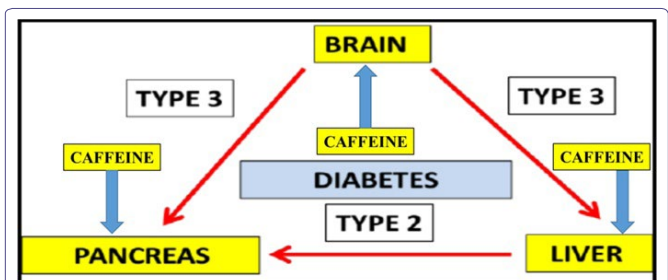 BRAIN
TYPE 3
TYPE 3
CAFFEINE
CAFFEINE
CAFFEINE
DIABETES
TYPE 2
PANCREAS
LIVER